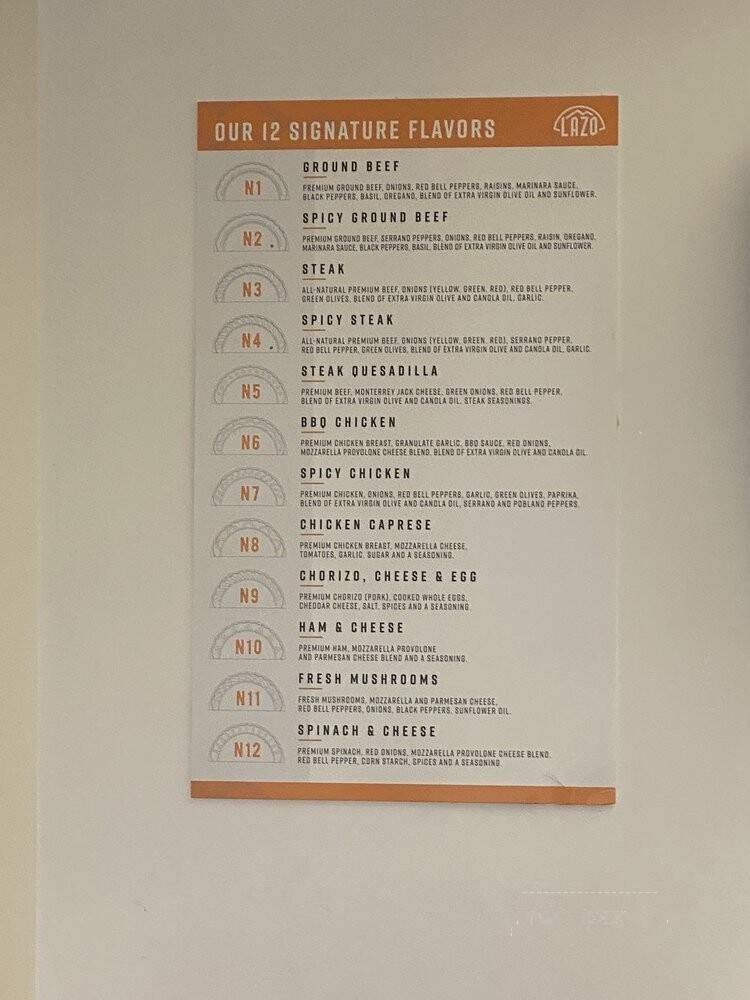 OUR 12 SIGNATURE FLAVORS
LAZO
N1
GROUND BEEF
PREMIUM GROUND BEEF, ONIONS, RED BELL PEPPERS, RAISINS, MARINARA SAUCE,
BLACK PEPPERS, BASIL, OREGANO, BLEND OF EXTRA VIRGIN OLIVE OIL AND SUNFLOWER.
N2
SPICY GROUND BEEF
PREMIUM GROUND BEEF, SERRANO PEPPERS, ONIONS, RED BELL PEPPERS, RAISIN, OREGANO,
MARINARA SAUCE, BLACK PEPPERS, BASIL, BLEND OF EXTRA VIRGIN OLIVE OIL AND SUNFLOWER.
N3
STEAK
ALL-NATURAL PREMIUM BEEF, ONIONS (YELLOW, GREEN, RED), RED BELL PEPPER,
GREEN OLIVES, BLEND OF EXTRA VIRGIN OLIVE AND CANOLA OIL, GARLIC.
N4
SPICY STEAK
ALL-NATURAL PREMIUM BEEF, ONIONS (YELLOW, GREEN, RED), SERRANO PEPPER,
RED BELL PEPPER, GREEN OLIVES, BLEND OF EXTRA VIRGIN OLIVE AND CANOLA OIL, GARLIC.
N5
STEAK QUESADILLA
PREMIUM BEEF, MONTERREY JACK CHEESE, GREEN ONIONS, RED BELL PEPPER,
BLEND OF EXTRA VIRGIN OLIVE AND CANOLA OIL, STEAK SEASONINGS.
N6
BBQ CHICKEN
PREMIUM CHICKEN BREAST, GRANULATE GARLIC, BBQ SAUCE, RED ONIONS,
MOZZARELLA PROVOLONE CHEESE BLEND, BLEND OF EXTRA VIRGIN OLIVE AND CANOLA OIL.
N7
SPICY CHICKEN
PREMIUM CHICKEN, ONIONS, RED BELL PEPPERS, GARLIC, GREEN OLIVES, PAPRIKA,
BLEND OF EXTRA VIRGIN OLIVE AND CANOLA OIL, SERRANO AND POBLANO PEPPERS.
N8
CHICKEN CAPRESE
PREMIUM CHICKEN BREAST, MOZZARELLA CHEESE,
TOMATOES, GARLIC, SUGAR AND A SEASONING.
N9
CHORIZO, CHEESE & EGG
PREMIUM CHORIZO (PORK), COOKED WHOLE EGGS,
CHEDDAR CHEESE, SALT, SPICES AND A SEASONING.
N10
HAM & CHEESE
PREMIUM HAM, MOZZARELLA PROVOLONE
AND PARMESAN CHEESE BLEND AND A SEASONING.
N11
FRESH MUSHROOMS
FRESH MUSHROOMS, MOZZARELLA AND PARMESAN CHEESE,
RED BELL PEPPERS, ONIONS, BLACK PEPPERS, SUNFLOWER OIL.
N12
SPINACH & CHEESE
PREMIUM SPINACH, RED ONIONS, MOZZARELLA PROVOLONE CHEESE BLEND,
RED BELL PEPPER, CORN STARCH, SPICES AND A SEASONING.